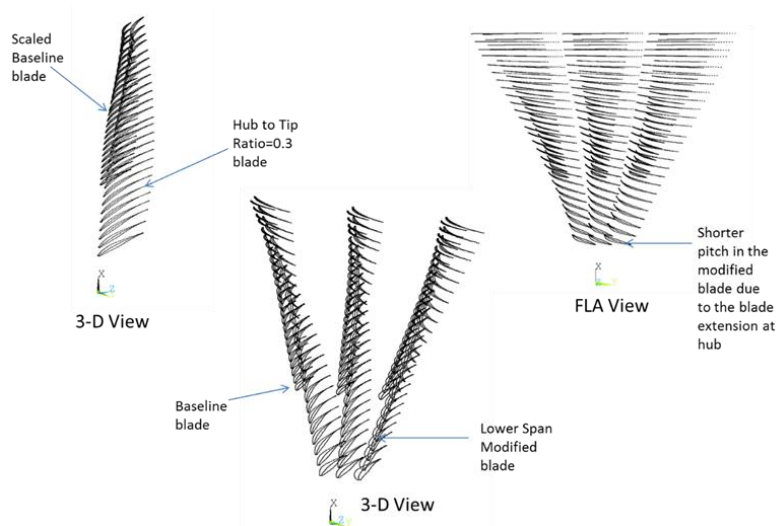 Scaled
Baseline
blade
Hub to Tip
Ratio=0.3
blade
X
Z
3-D View
Baseline
blade
Lower Span
Modified
blade
X
Z
Y
3-D View
X
FLA View
Shorter
pitch in the
modified
blade due
to the blade
extension at
hub